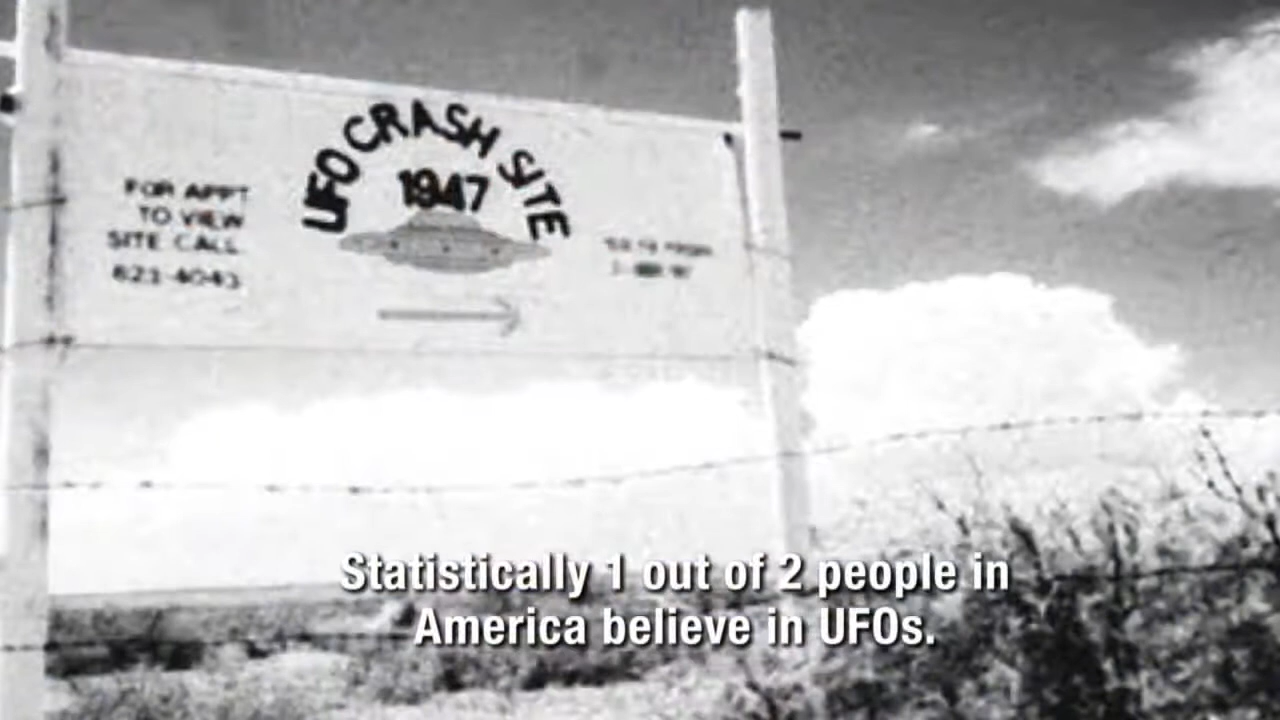 UFO CRASH SITE
1947
FOR APPT
TO VIEW
SITE CALL
623-4043
Statistically 1 out of 2 people in
America believe in UFOs.